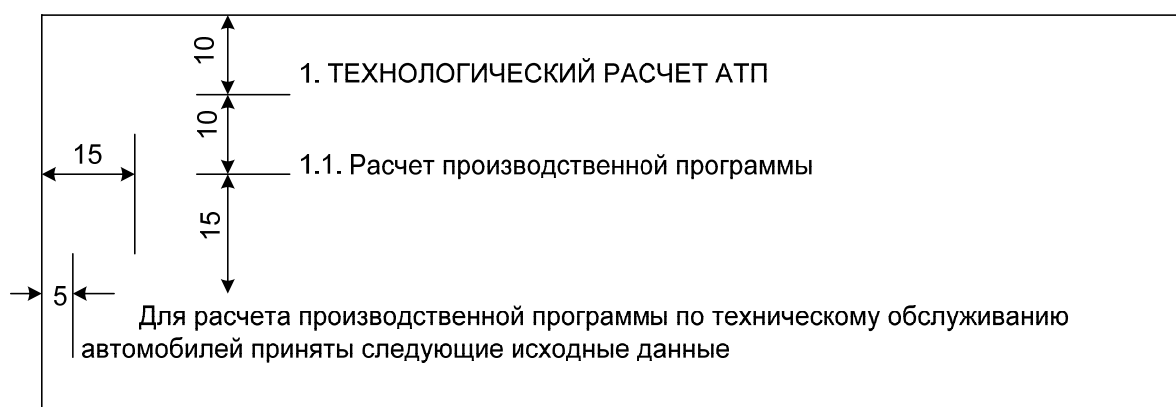 10
1. ТЕХНОЛОГИЧЕСКИЙ РАСЧЕТ АТП
10
15
1.1. Расчет производственной программы
15
5
Для расчета производственной программы по техническому обслуживанию
автомобилей приняты следующие исходные данные